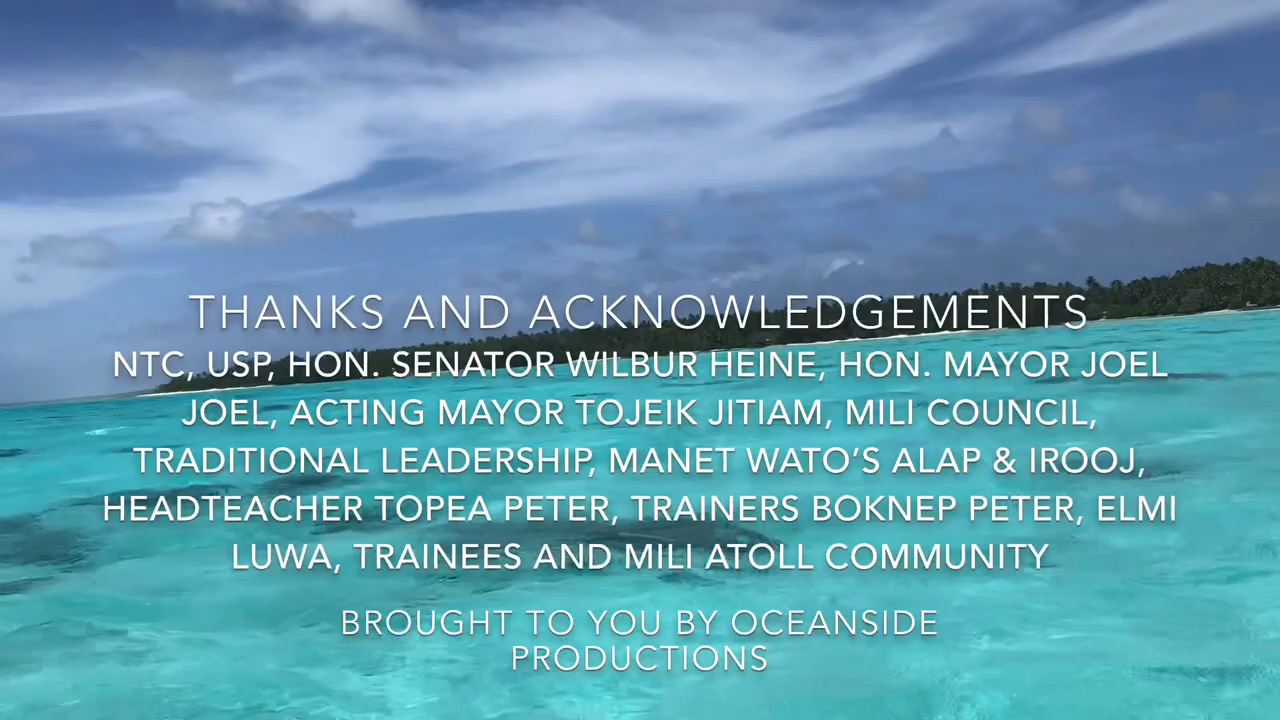 THANKS AND ACKNOWLEDGEMENTS
NTC, USP, HON. SENATOR WILBUR HEINE, HON. MAYOR JOEL
JOEL, ACTING MAYOR TOJEIK JITIAM, MILI COUNCIL,
TRADITIONAL LEADERSHIP, MANET WATO’S ALAP & IROOJ,
HEADTEACHER TOPEA PETER, TRAINERS BOKNEP PETER, ELMI
LUWA, TRAINEES AND MILI ATOLL COMMUNITY
BROUGHT TO YOU BY OCEANSIDE
PRODUCTIONS